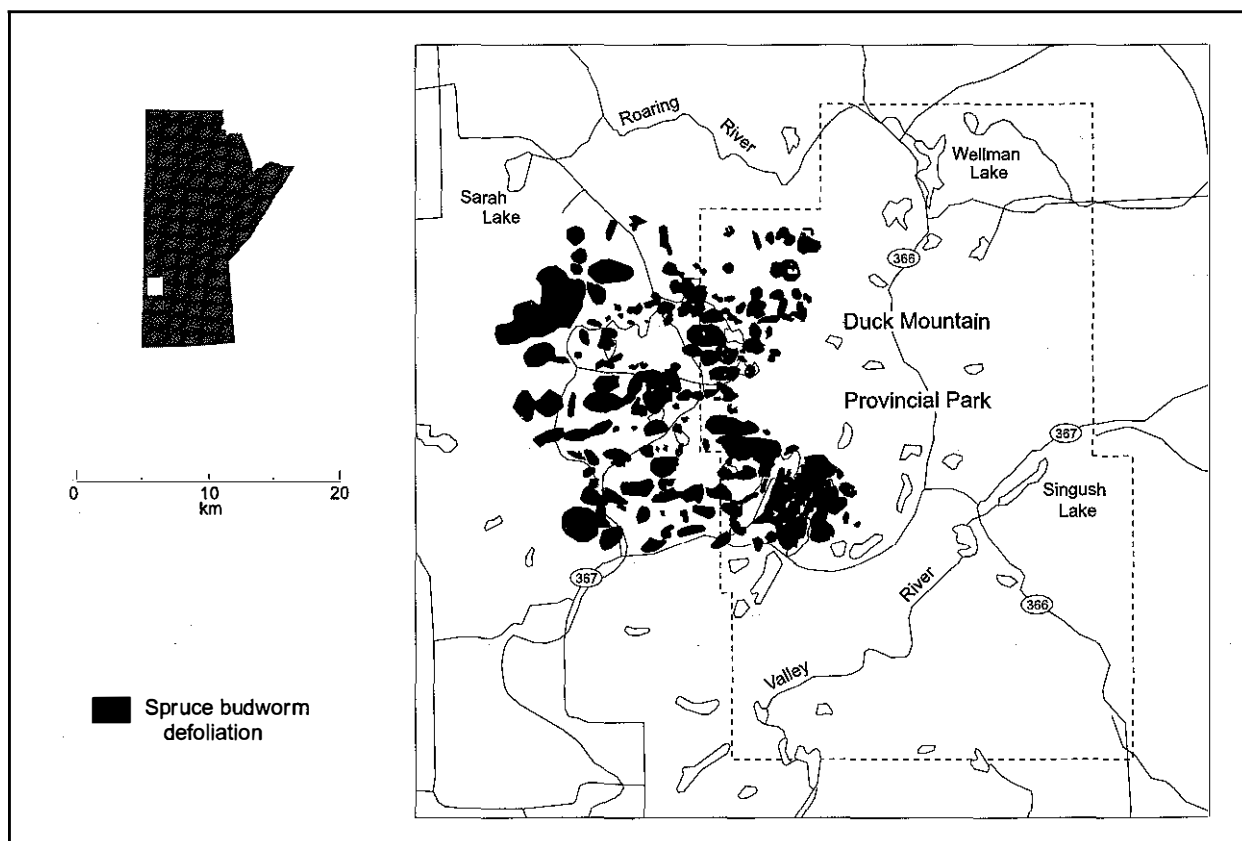 Roaring
River
Wellman
Lake
Sarah
Lake
366
Duck Mountain
Provincial Park
367
Singush
Lake
0 10 20
km
367
River
366
Valley
Spruce budworm
defoliation